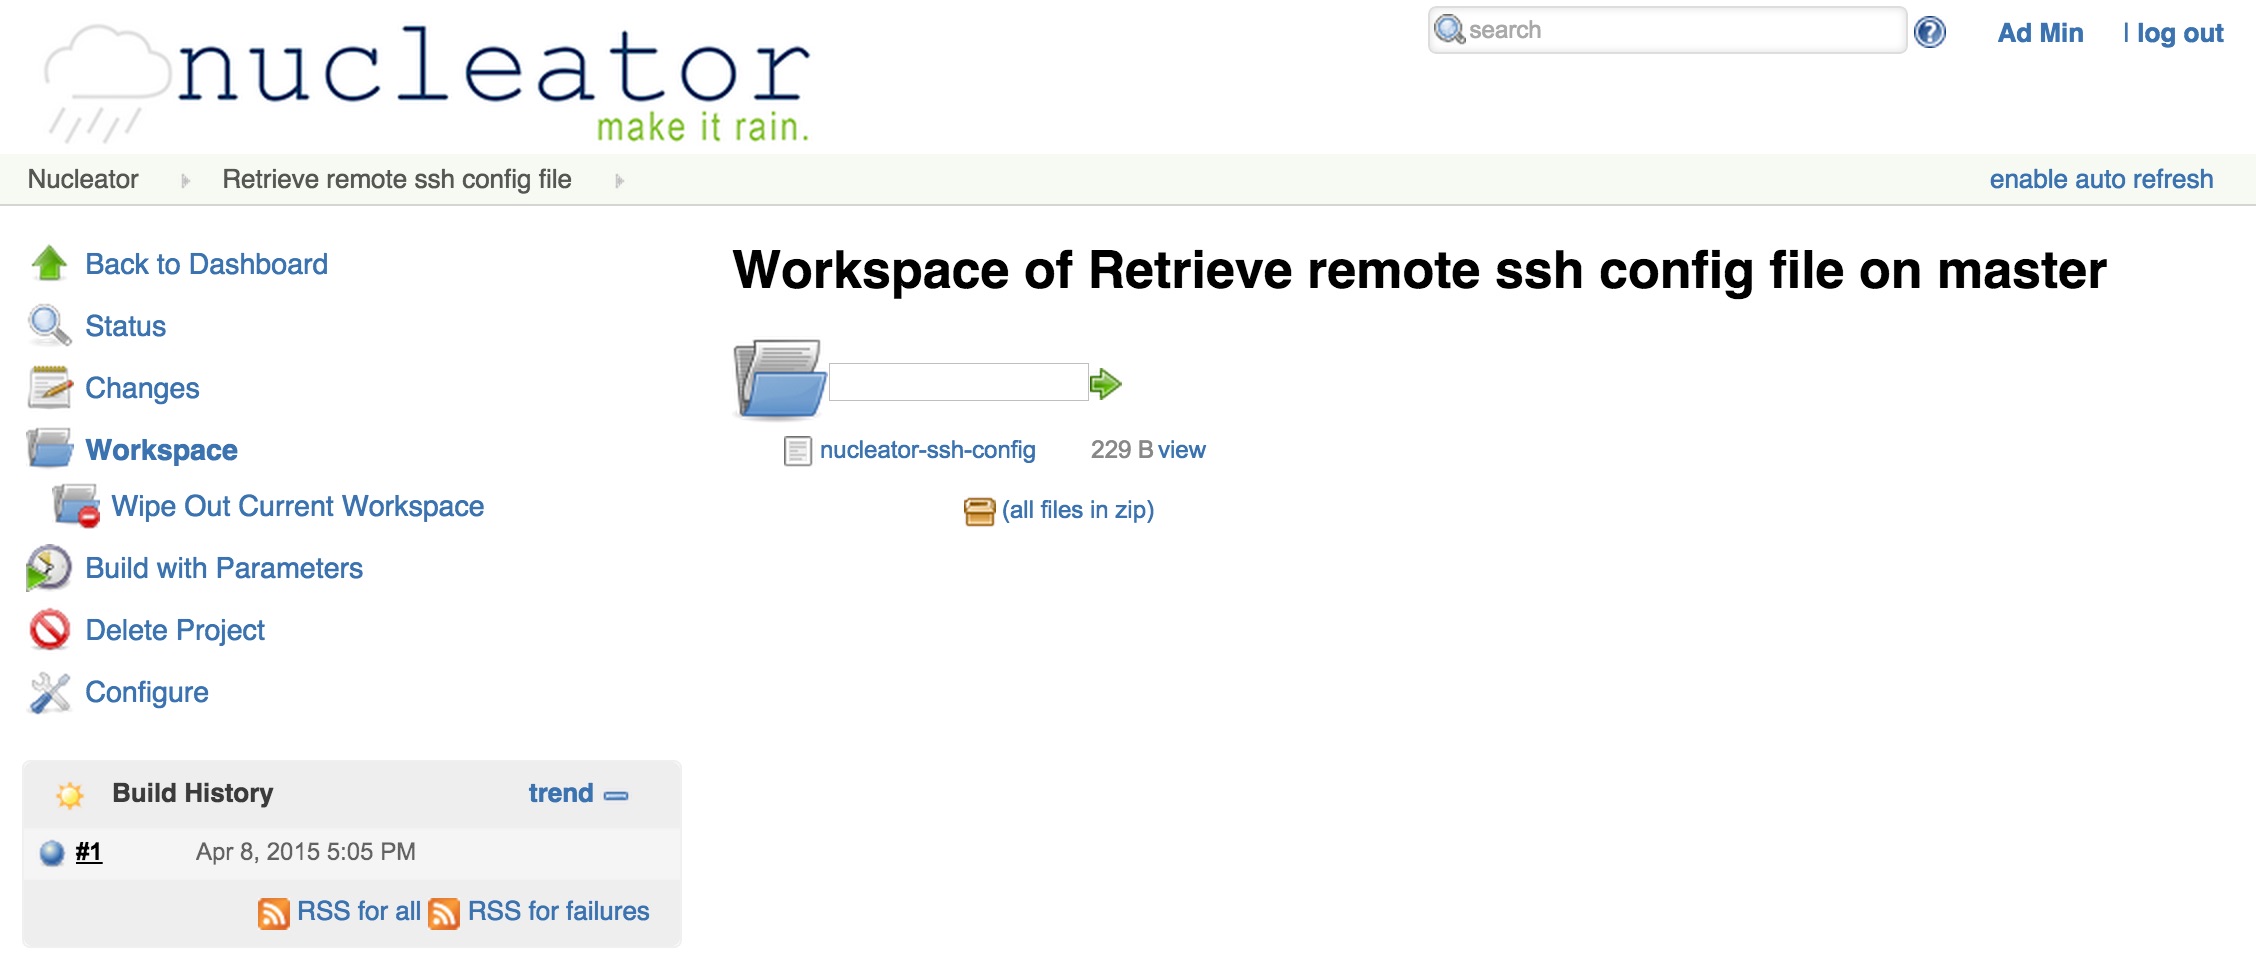 nucleator
make it rain.
search
Ad Min
| log out
Nucleator
Retrieve remote ssh config file
enable auto refresh
Back to Dashboard
Status
Changes
Workspace
Wipe Out Current Workspace
Build with Parameters
Delete Project
Configure
Build History
trend
#1 Apr 8, 2015 5:05 PM
RSS for all RSS for failures
Workspace of Retrieve remote ssh config file on master
nucleator-ssh-config 229 B view
(all files in zip)